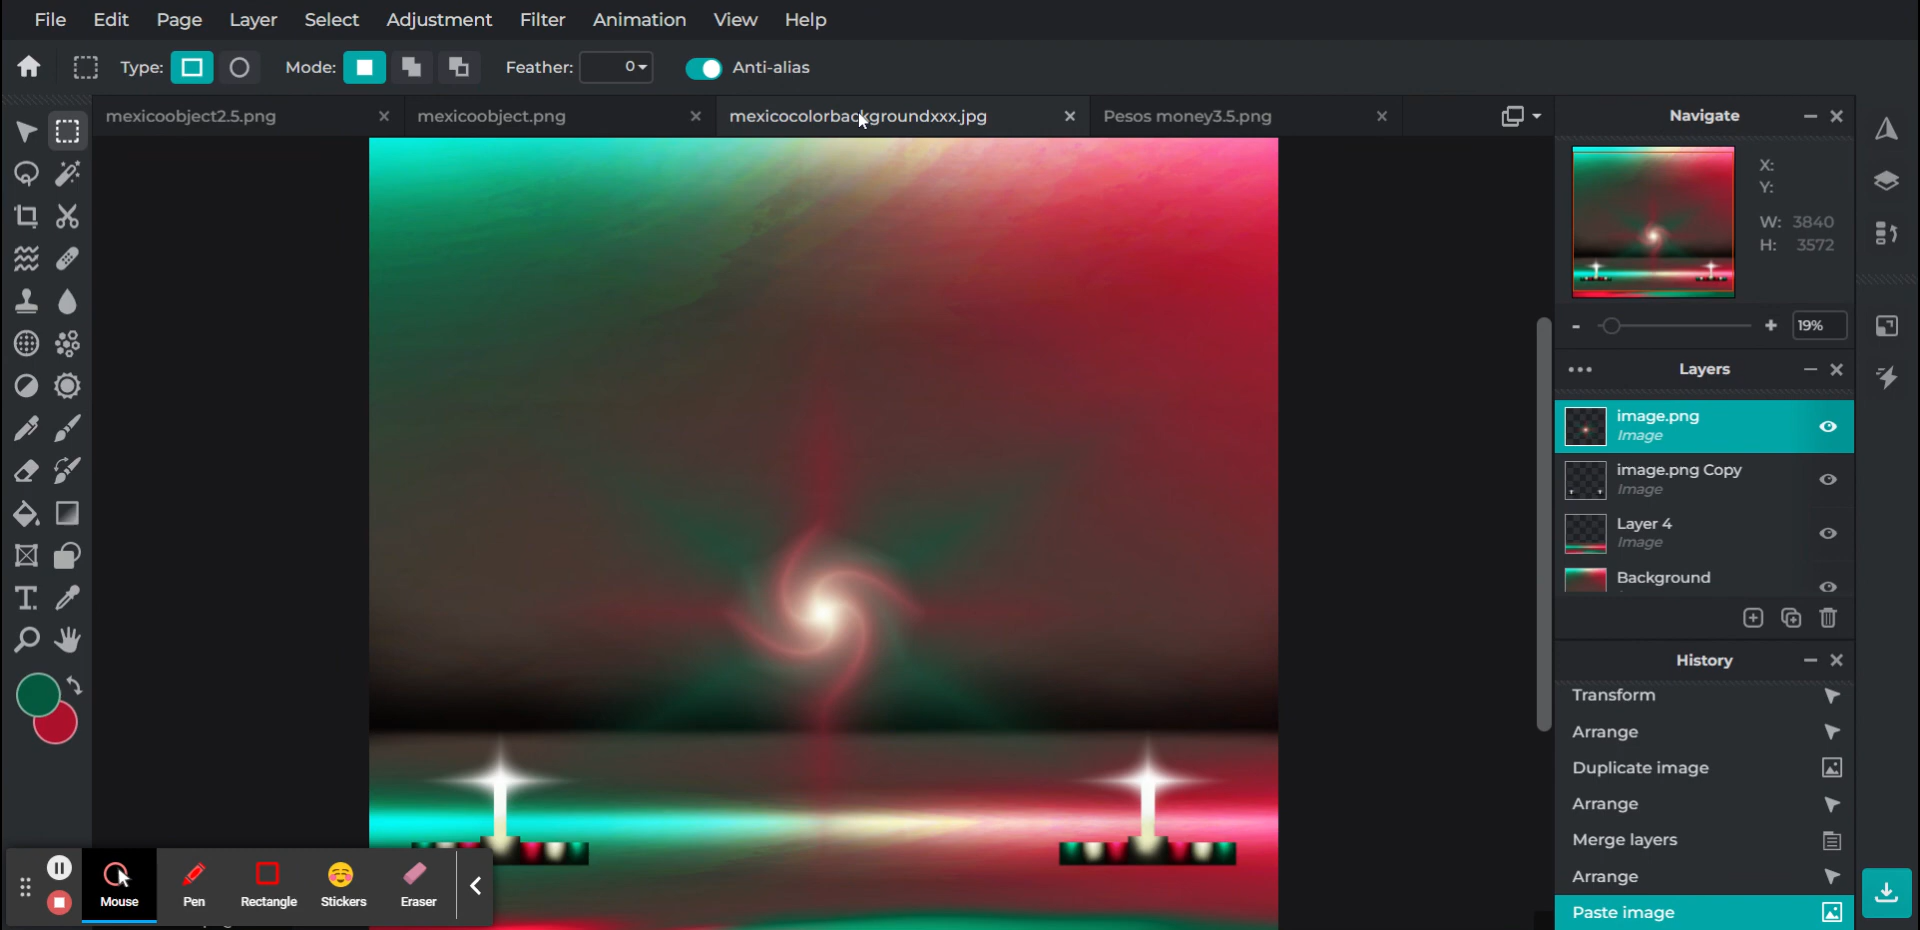 File Edit Page Layer Select Adjustment Filter Animation View Help
Type: Mode: Feather: 0 Anti-alias
mexicoobject2.5.png mexicoobject.png mexicocolorbackgroundxxx.jpg Pesos money3.5.png
Navigate
X:
Y:
W: 3840
H: 3572
- + 19%
Layers
image.png
Image
image.png Copy
Image
Layer 4
Image
Background
History
Transform
Arrange
Duplicate image
Arrange
Merge layers
Arrange
Paste image
Mouse Pen Rectangle Stickers Eraser